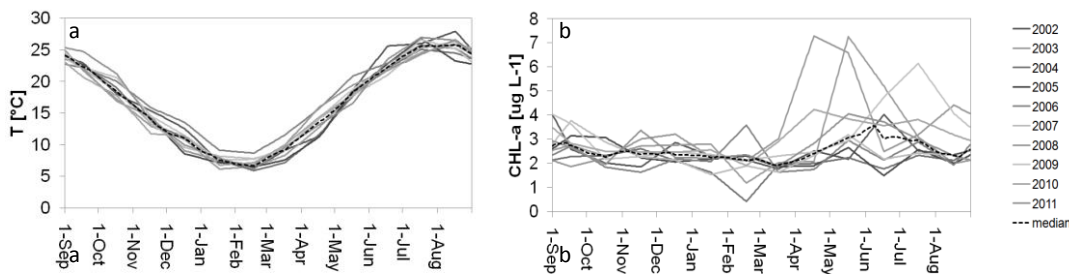 a
T [°C]
30
25
20
15
10
5
0
1-Sep
1-Oct
1-Nov
1-Dec
1-Jan
1-Feb
1-Mar
1-Apr
1-May
1-Jun
1-Jul
1-Aug
a
b
CHL-a [ug L-1]
8
7
6
5
4
3
2
1
0
1-Sep
1-Oct
1-Nov
1-Dec
1-Jan
1-Feb
1-Mar
1-Apr
1-May
1-Jun
1-Jul
1-Aug
b
2002
2003
2004
2005
2006
2007
2008
2009
2010
2011
median